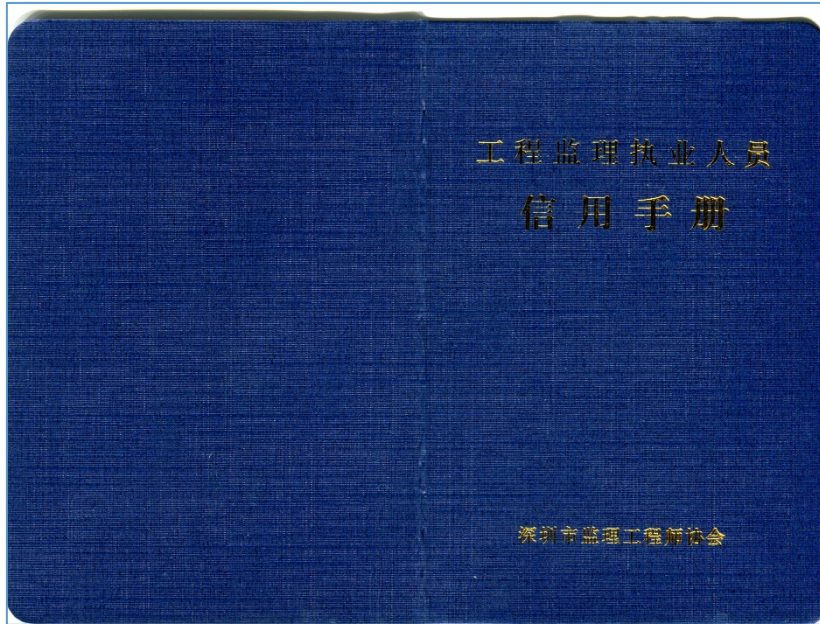 工程监理执业人员
信用手册
深圳市监理工程师协会